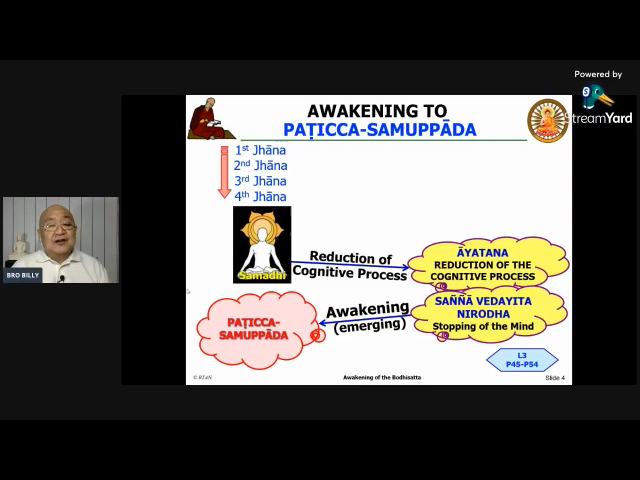 Powered by
StreamYard
AWAKENING TO
PAṬICCA-SAMUPPĀDA
1st Jhāna
2nd Jhāna
3rd Jhāna
4th Jhāna
Samadhi
Reduction of
Cognitive Process
ĀYATANA
REDUCTION OF THE
COGNITIVE PROCESS
SAÑÑĀ VEDAYITA
NIRODHA
Stopping of the Mind
Awakening
(emerging)
PAṬICCA-
SAMUPPĀDA
L3
P45-P54
BRO BILLY
Awakening of the Bodhisatta
Slide 4